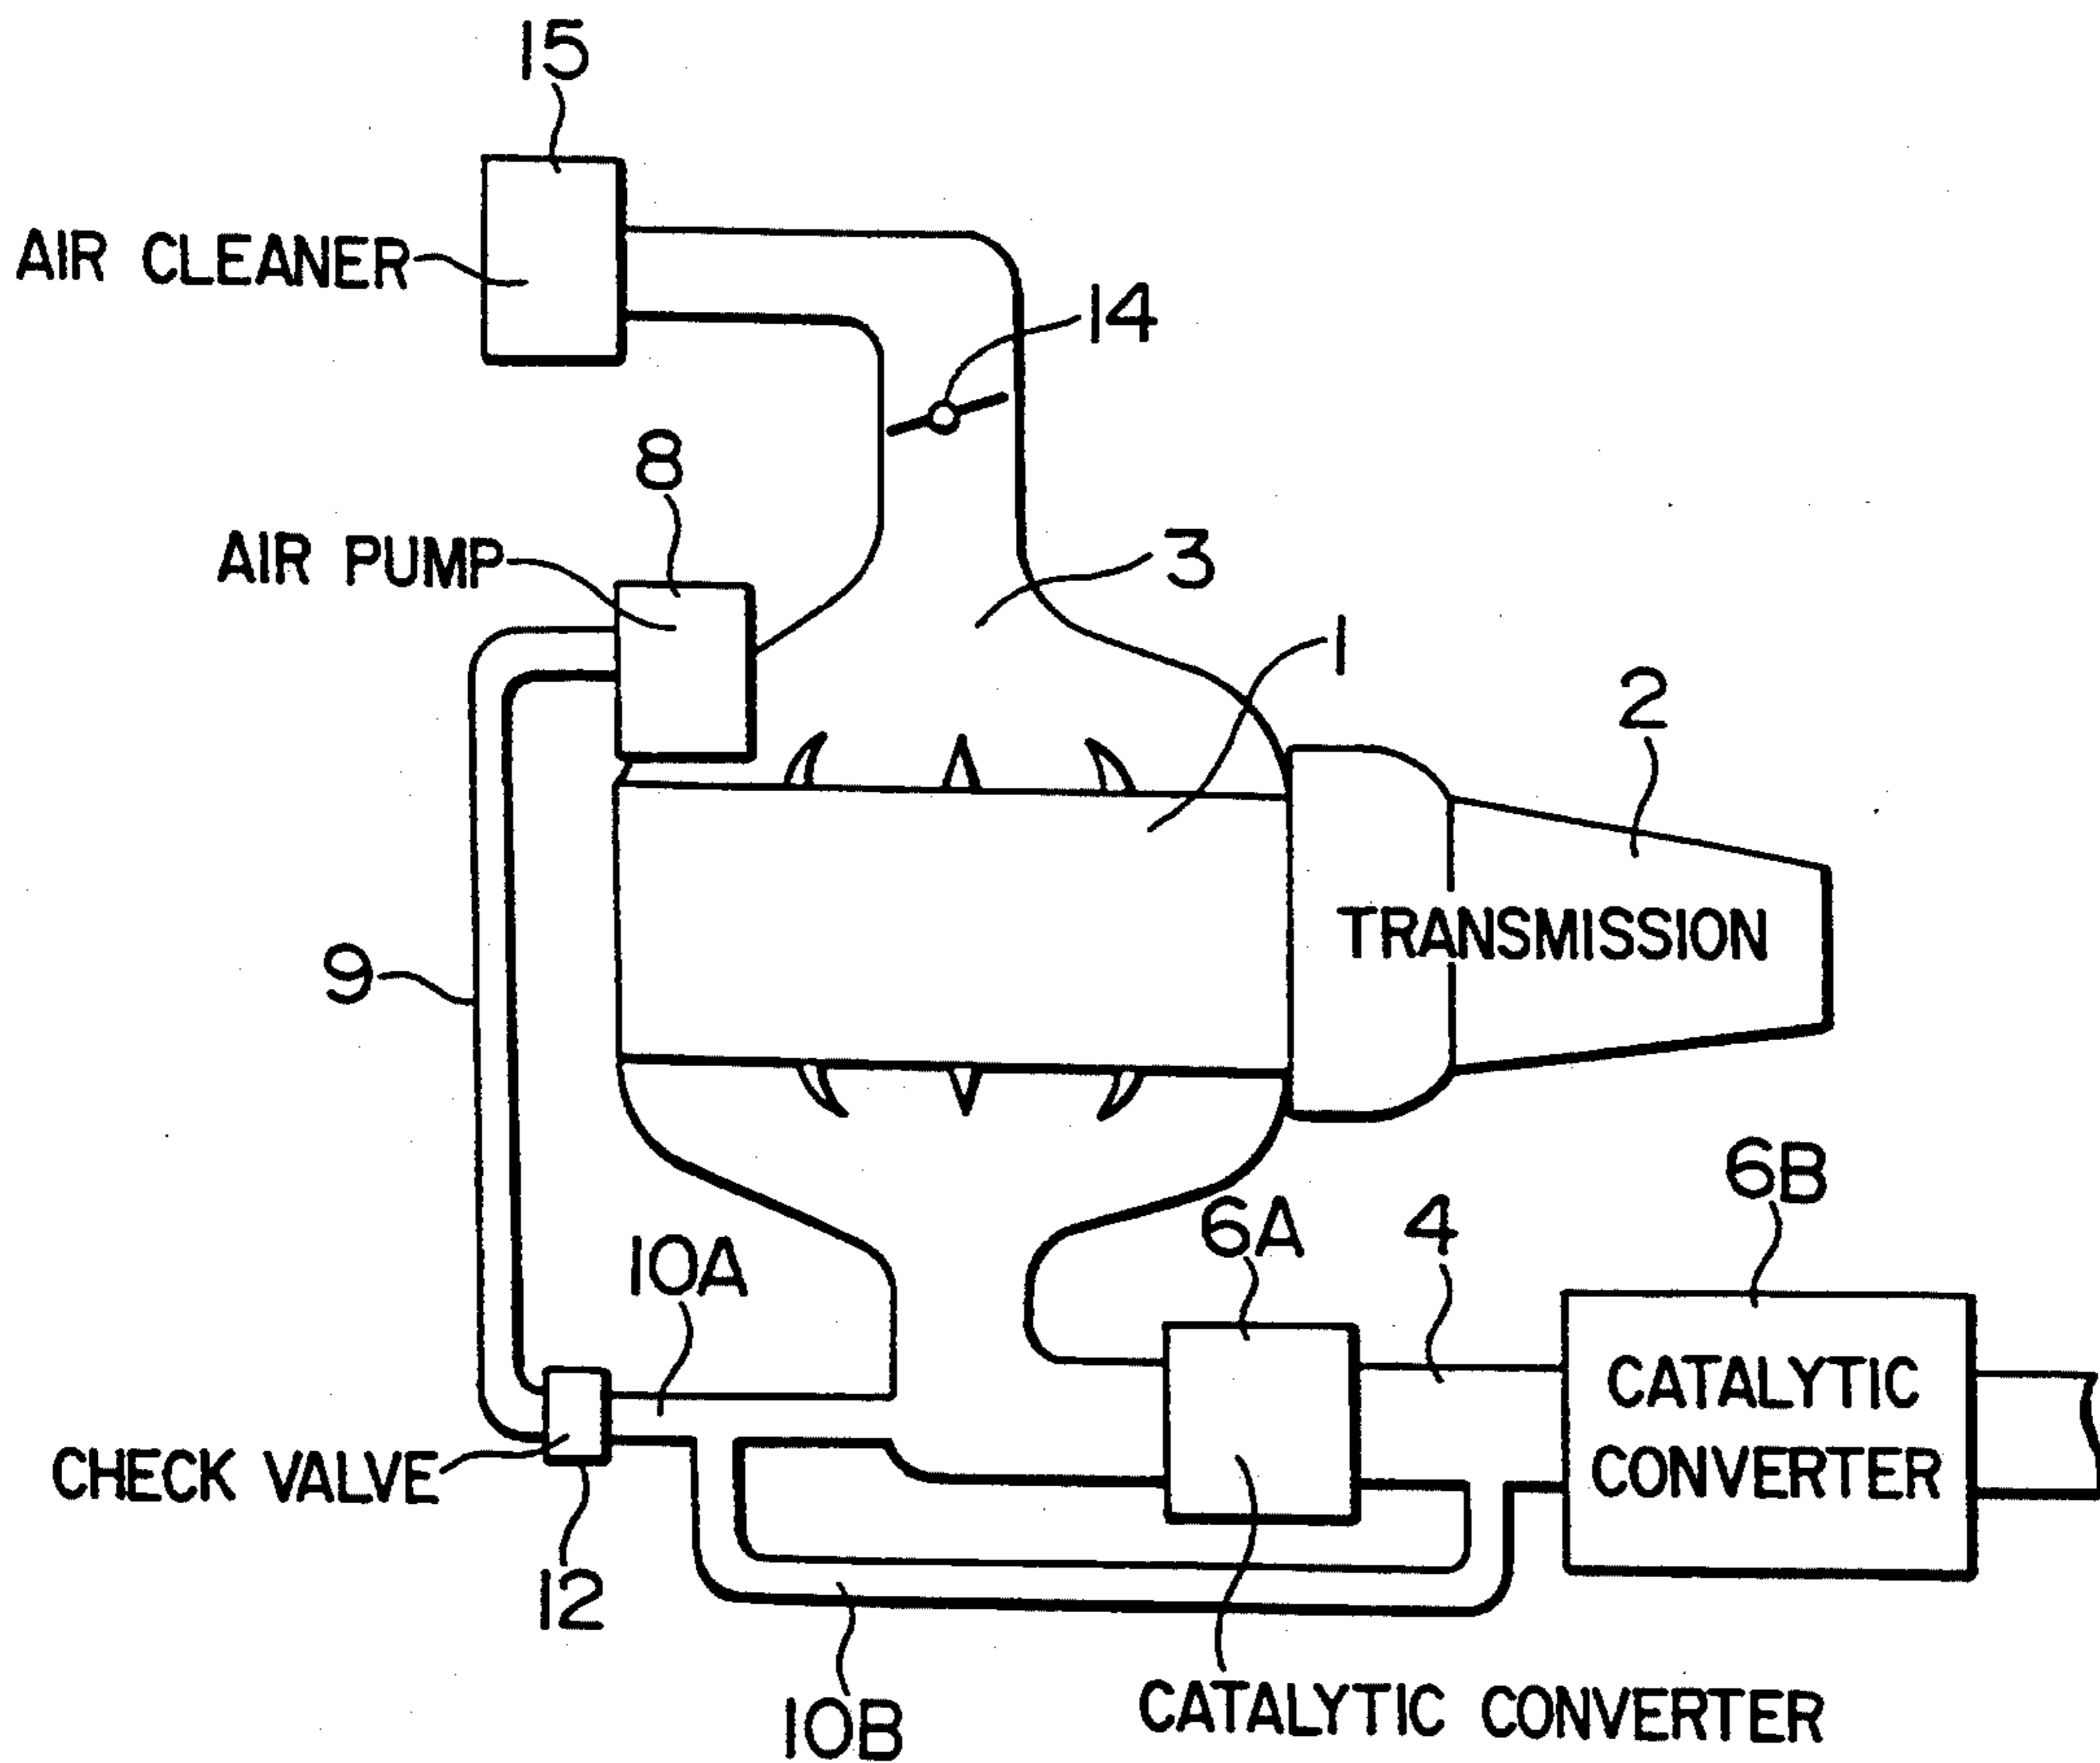 15
AIR CLEANER
14
8
AIR PUMP
3
1
2
TRANSMISSION
9
6B
6A
4
10A
CATALYTIC
CONVERTER
CHECK VALVE
12
10B
CATALYTIC CONVERTER